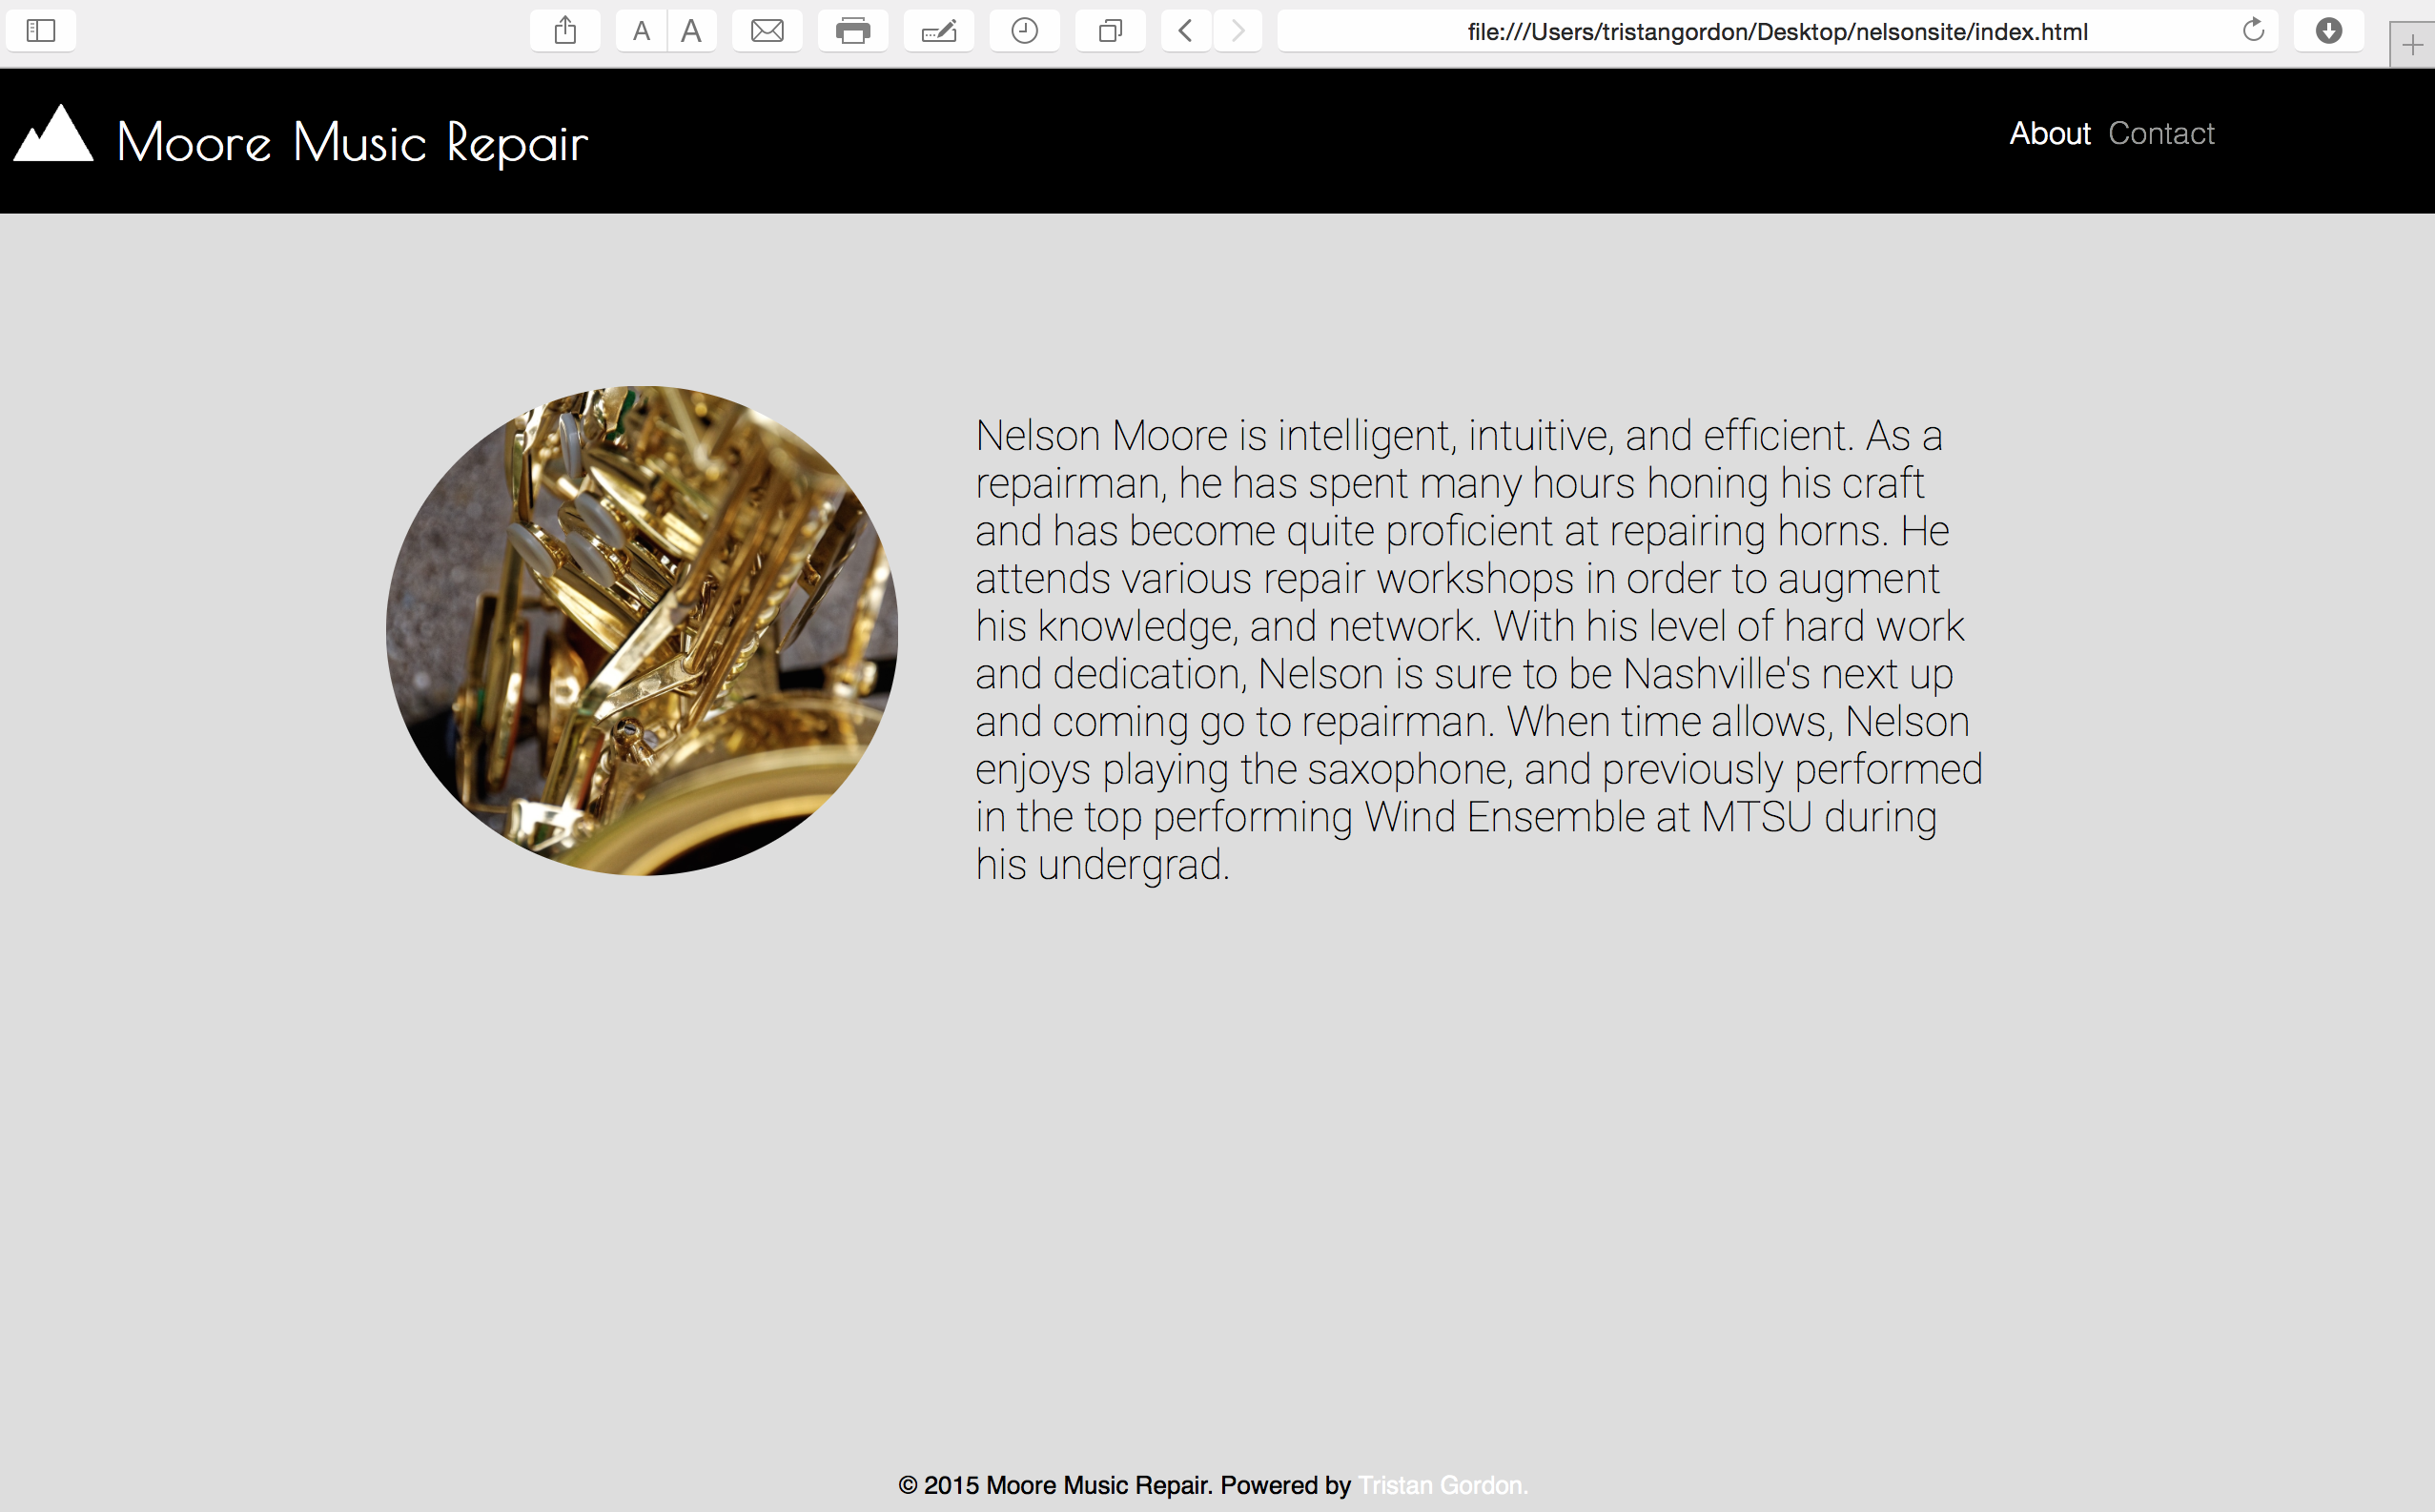 A A
file:///Users/tristangordon/Desktop/nelsonsite/index.html
Moore Music Repair
About Contact
Nelson Moore is intelligent, intuitive, and efficient. As a
repairman, he has spent many hours honing his craft
and has become quite proficient at repairing horns. He
attends various repair workshops in order to augment
his knowledge, and network. With his level of hard work
and dedication, Nelson is sure to be Nashville's next up
and coming go to repairman. When time allows, Nelson
enjoys playing the saxophone, and previously performed
in the top performing Wind Ensemble at MTSU during
his undergrad.
© 2015 Moore Music Repair. Powered by Tristan Gordon.